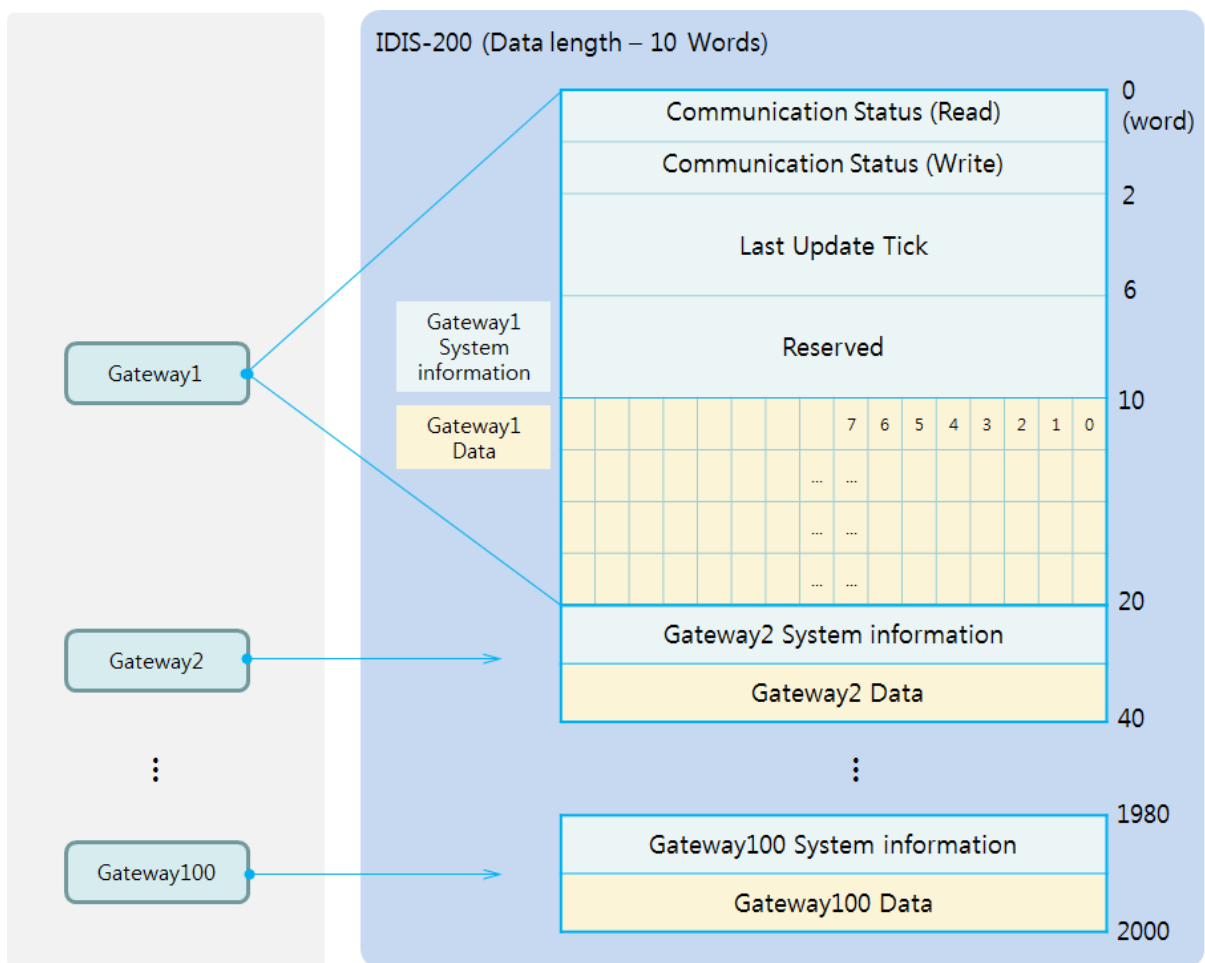 IDIS-200 (Data length – 10 Words)
0
(word)
Communication Status (Read)
Communication Status (Write)
2
Last Update Tick
6
Gateway1
System
information
Reserved
Gateway1
10
Gateway1
Data
7 6 5 4 3 2 1 0
... ...
... ...
... ...
20
Gateway2 System information
Gateway2
Gateway2 Data
40
⋮ ⋮
1980
Gateway100 System information
Gateway100
Gateway100 Data
2000